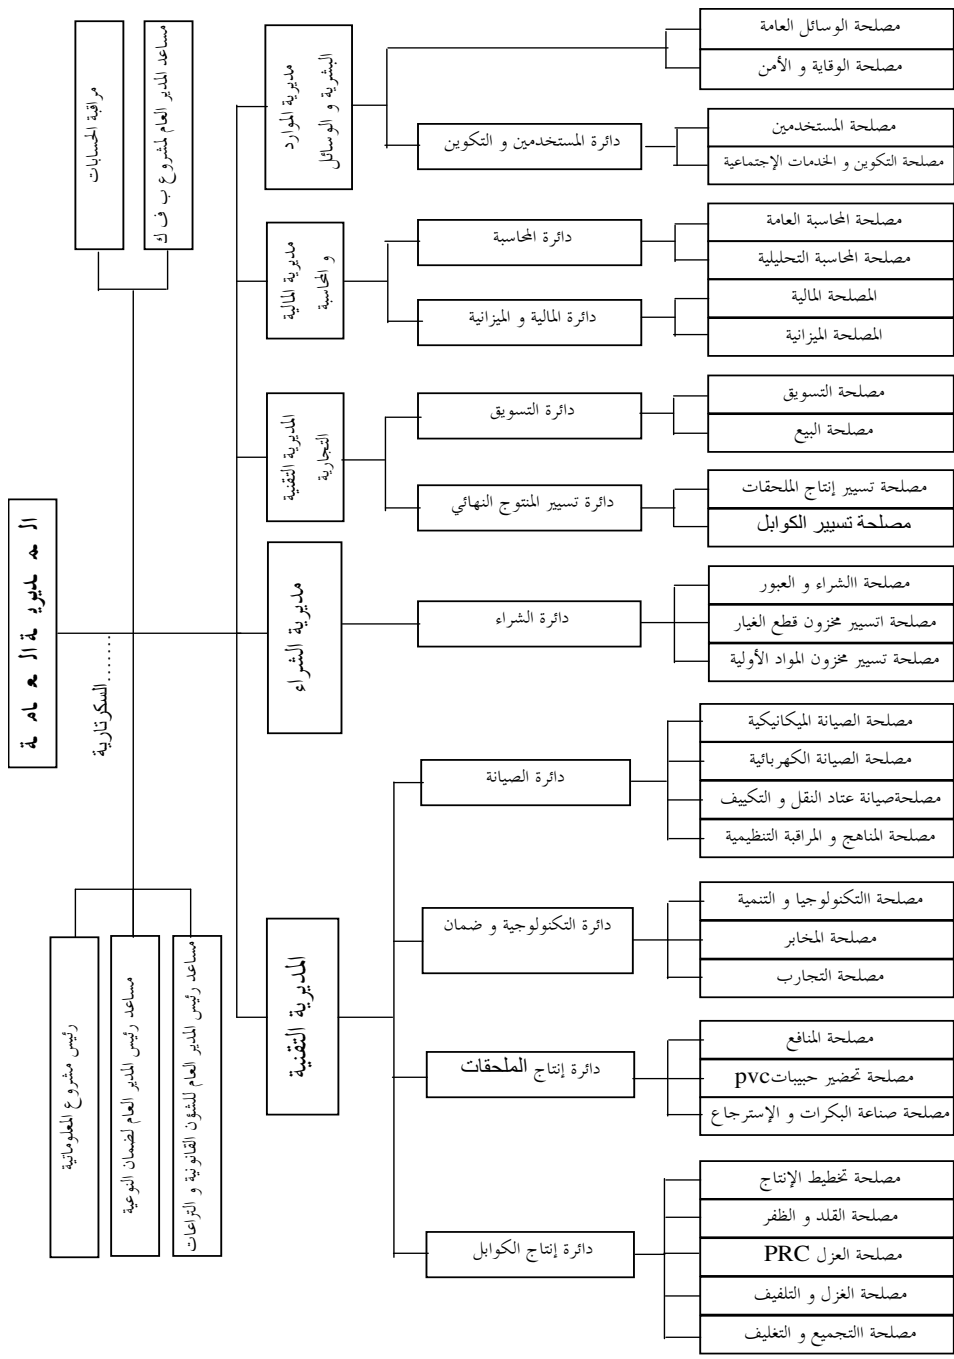 المديرية العامة
السكرتارية.......
مراقبة الحسابات
مساعد المدير العام لمشروع ب ف ك
رئيس مشروع المعلوماتية
مساعد رئيس المدير العام لضمان النوعية
مساعد رئيس المدير العام للشئون القانونية و التراعات
مديرية الموارد
البشرية و الوسائل
مصلحة الوسائل العامة
مصلحة الوقاية و الأمن
دائرة المستخدمين و التكوين
مصلحة المستخدمين
مصلحة التكوين و الخدمات الإجتماعية
مديرية المالية
و المحاسبة
دائرة المحاسبة
مصلحة المحاسبة العامة
مصلحة المحاسبة التحليلية
دائرة المالية و الميزانية
المصلحة المالية
المصلحة الميزانية
المديرية التقنية
التجارية
دائرة التسويق
مصلحة التسويق
مصلحة البيع
دائرة تسيير المنتوج النهائي
مصلحة تسيير إنتاج الملحقات
مصلحة تسيير الكوابل
مديرية الشراء
دائرة الشراء
مصلحة االشراء و العبور
مصلحة اتسيير مخزون قطع الغيار
مصلحة تسيير مخزون المواد الأولية
المديرية التقنية
دائرة الصيانة
مصلحة الصيانة الميكانيكية
مصلحة الصيانة الكهربائية
مصلحةصيانة عتاد النقل و التكييف
مصلحة المناهج و المراقبة التنظيمية
دائرة التكنولوجية و ضمان
مصلحة االتكنولوجيا و التنمية
مصلحة المخابر
مصلحة التجارب
دائرة إنتاج الملحقات
مصلحة المنافع
مصلحة تحضير حبيباتpvc
مصلحة صناعة البكرات و الإسترجاع
دائرة إنتاج الكوابل
مصلحة تخطيط الإنتاج
مصلحة القلد و الظفر
مصلحة العزل PRC
مصلحة الغزل و التلفيف
مصلحة االتجميع و التغليف